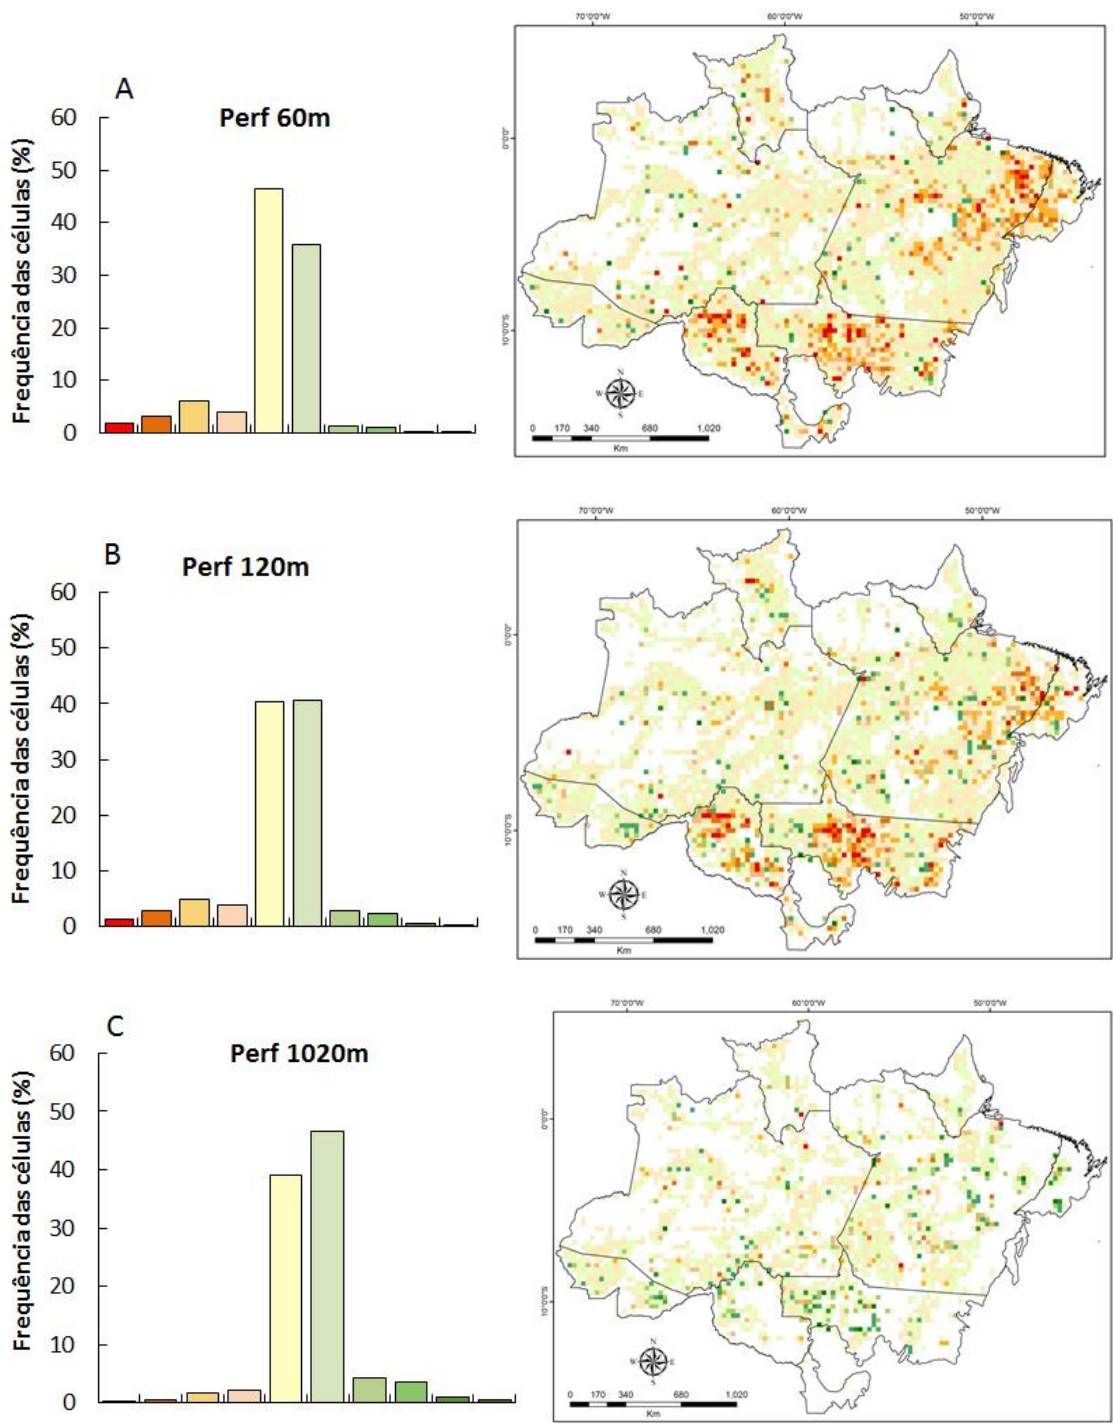 A
Perf 60m
Frequência das células (%)
60
50
40
30
20
10
0
70°0'0"W 60°0'0"W 50°0'0"W
0°0'0"
10°0'0"S
N
W E
S
0 170 340 680 1,020
Km
B
Perf 120m
Frequência das células (%)
60
50
40
30
20
10
0
70°0'0"W 60°0'0"W 50°0'0"W
0°0'0"
10°0'0"S
N
W E
S
0 170 340 680 1,020
Km
C
Perf 1020m
Frequência das células (%)
60
50
40
30
20
10
0
70°0'0"W 60°0'0"W 50°0'0"W
0°0'0"
10°0'0"S
N
W E
S
0 170 340 680 1,020
Km